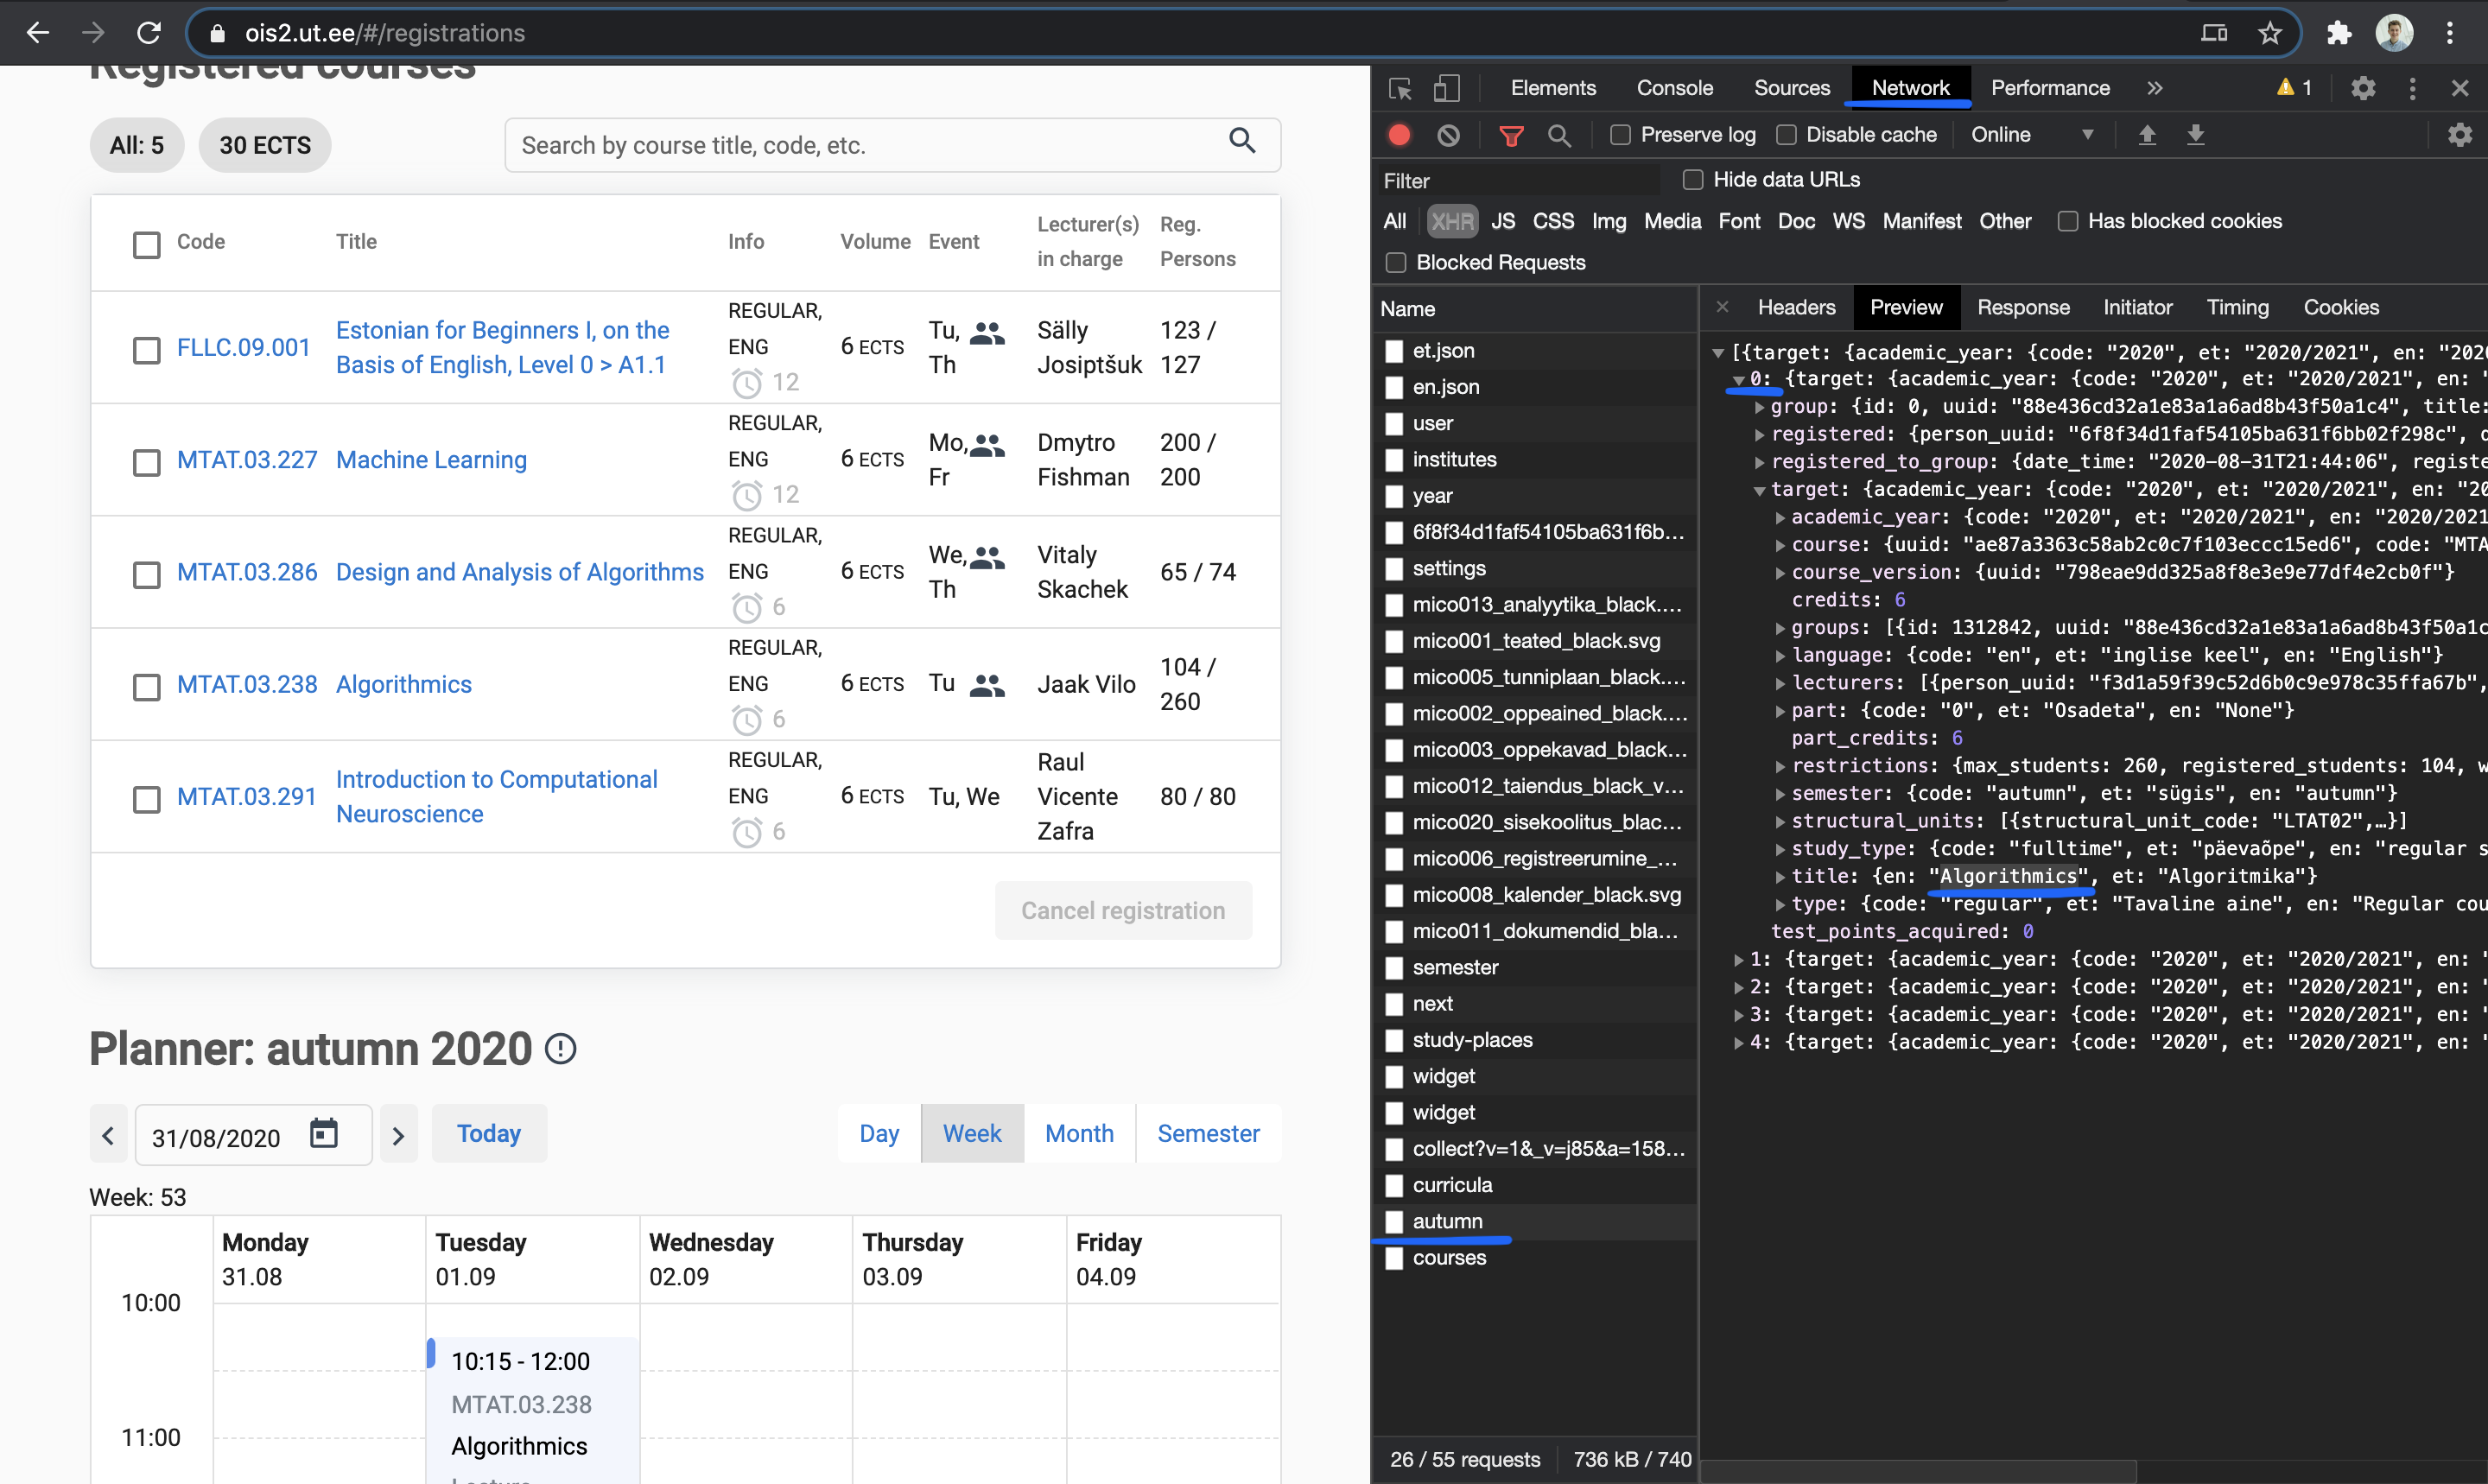 ois2.ut.ee/#/registrations
Registered courses
All: 5
30 ECTS
Search by course title, code, etc.
Code Title Info Volume Event Lecturer(s) in charge Reg. Persons
FLLC.09.001 Estonian for Beginners I, on the Basis of English, Level 0 > A1.1 REGULAR, ENG 12 6 ECTS Tu, Th Sälly Josiptšuk 123 / 127
MTAT.03.227 Machine Learning REGULAR, ENG 12 6 ECTS Mo, Fr Dmytro Fishman 200 / 200
MTAT.03.286 Design and Analysis of Algorithms REGULAR, ENG 6 6 ECTS We, Th Vitaly Skachek 65 / 74
MTAT.03.238 Algorithmics REGULAR, ENG 6 6 ECTS Tu Jaak Vilo 104 / 260
MTAT.03.291 Introduction to Computational Neuroscience REGULAR, ENG 6 6 ECTS Tu, We Raul Vicente Zafra 80 / 80
Cancel registration
Planner: autumn 2020
31/08/2020
Today
Day Week Month Semester
Week: 53
Monday 31.08
Tuesday 01.09
Wednesday 02.09
Thursday 03.09
Friday 04.09
10:00
10:15 - 12:00
MTAT.03.238
11:00
Algorithmics
Lecture
Elements Console Sources Network Performance » 1
Preserve log Disable cache Online
Filter Hide data URLs
All XHR JS CSS Img Media Font Doc WS Manifest Other Has blocked cookies
Blocked Requests
Name
et.json
en.json
user
institutes
year
6f8f34d1faf54105ba631f6b...
settings
mico013_analyytika_black....
mico001_teated_black.svg
mico005_tunniplaan_black....
mico002_oppeained_black....
mico003_oppekavad_black...
mico012_taiendus_black_v...
mico020_sisekoolitus_blac...
mico006_registreerumine_...
mico008_kalender_black.svg
mico011_dokumendid_bla...
semester
next
study-places
widget
widget
collect?v=1&_v=j85&a=158...
curricula
autumn
courses
26 / 55 requests 736 kB / 740
Headers Preview Response Initiator Timing Cookies
[{target: {academic_year: {code: "2020", et: "2020/2021", en: "202
0: {target: {academic_year: {code: "2020", et: "2020/2021", en: "
group: {id: 0, uuid: "88e436cd32a1e83a1a6ad8b43f50a1c4", title:
registered: {person_uuid: "6f8f34d1faf54105ba631f6bb02f298c", d
registered_to_group: {date_time: "2020-08-31T21:44:06", registe
target: {academic_year: {code: "2020", et: "2020/2021", en: "20
academic_year: {code: "2020", et: "2020/2021", en: "2020/2021
course: {uuid: "ae87a3363c58ab2c0c7f103eccc15ed6", code: "MTA
course_version: {uuid: "798eae9dd325a8f8e3e9e77df4e2cb0f"}
credits: 6
groups: [{id: 1312842, uuid: "88e436cd32a1e83a1a6ad8b43f50a1c
language: {code: "en", et: "inglise keel", en: "English"}
lecturers: [{person_uuid: "f3d1a59f39c52d6b0c9e978c35ffa67b",
part: {code: "0", et: "Osadeta", en: "None"}
part_credits: 6
restrictions: {max_students: 260, registered_students: 104, w
semester: {code: "autumn", et: "sügis", en: "autumn"}
structural_units: [{structural_unit_code: "LTAT02",…}]
study_type: {code: "fulltime", et: "päevaõpe", en: "regular s
title: {en: "Algorithmics", et: "Algoritmika"}
type: {code: "regular", et: "Tavaline aine", en: "Regular cou
test_points_acquired: 0
1: {target: {academic_year: {code: "2020", et: "2020/2021", en: "
2: {target: {academic_year: {code: "2020", et: "2020/2021", en: "
3: {target: {academic_year: {code: "2020", et: "2020/2021", en: "
4: {target: {academic_year: {code: "2020", et: "2020/2021", en: "